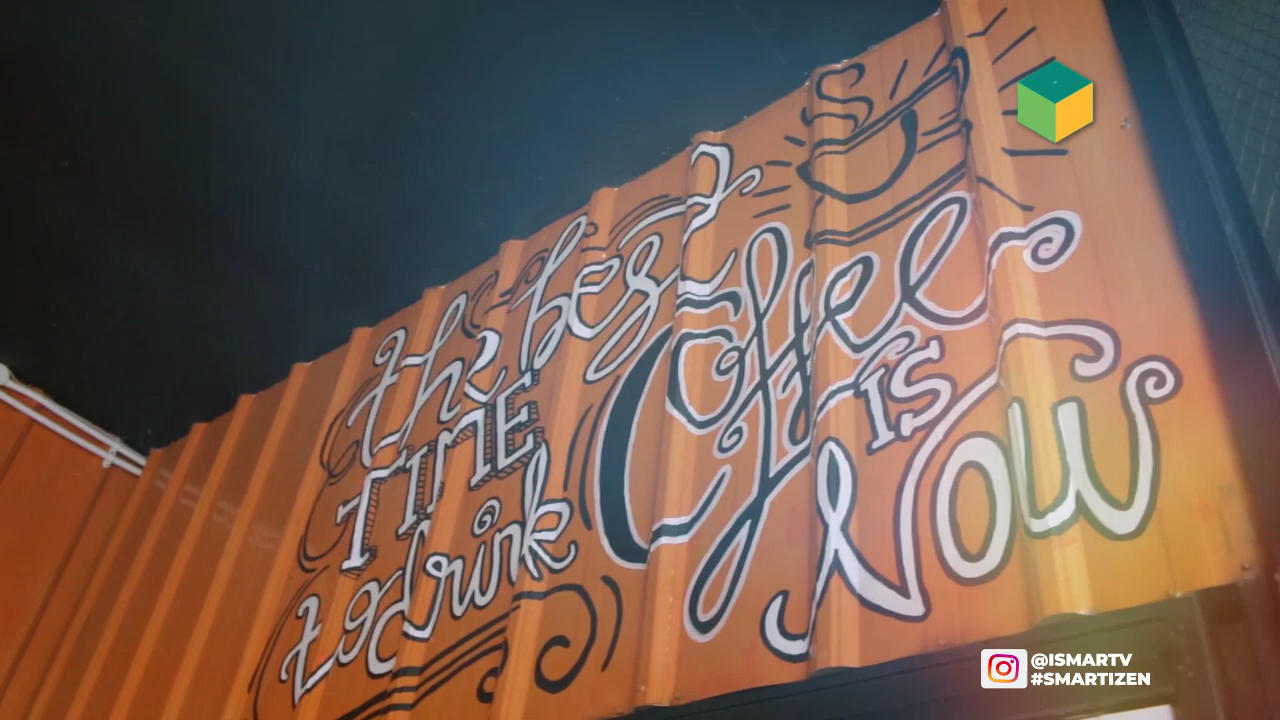 the best
TIME
to drink
Coffee
IS
Now
@ISMARTV
#SMARTIZEN